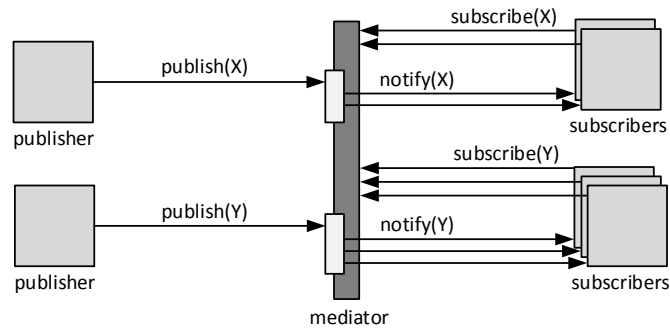 subscribe(X)
publish(X)
notify(X)
publisher
subscribers
subscribe(Y)
publish(Y)
notify(Y)
publisher
subscribers
mediator